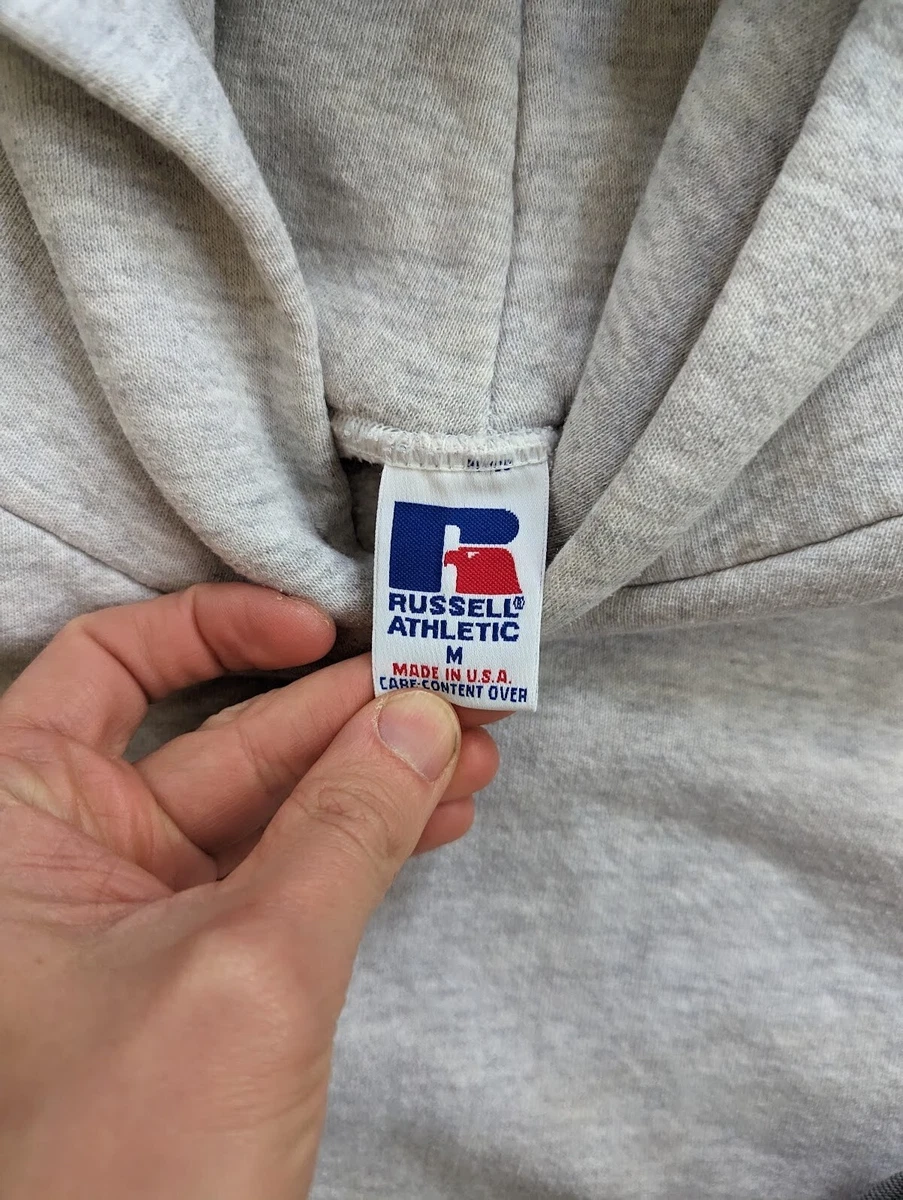 RUSSELL®
ATHLETIC
M
MADE IN U.S.A.
CARE·CONTENT OVER